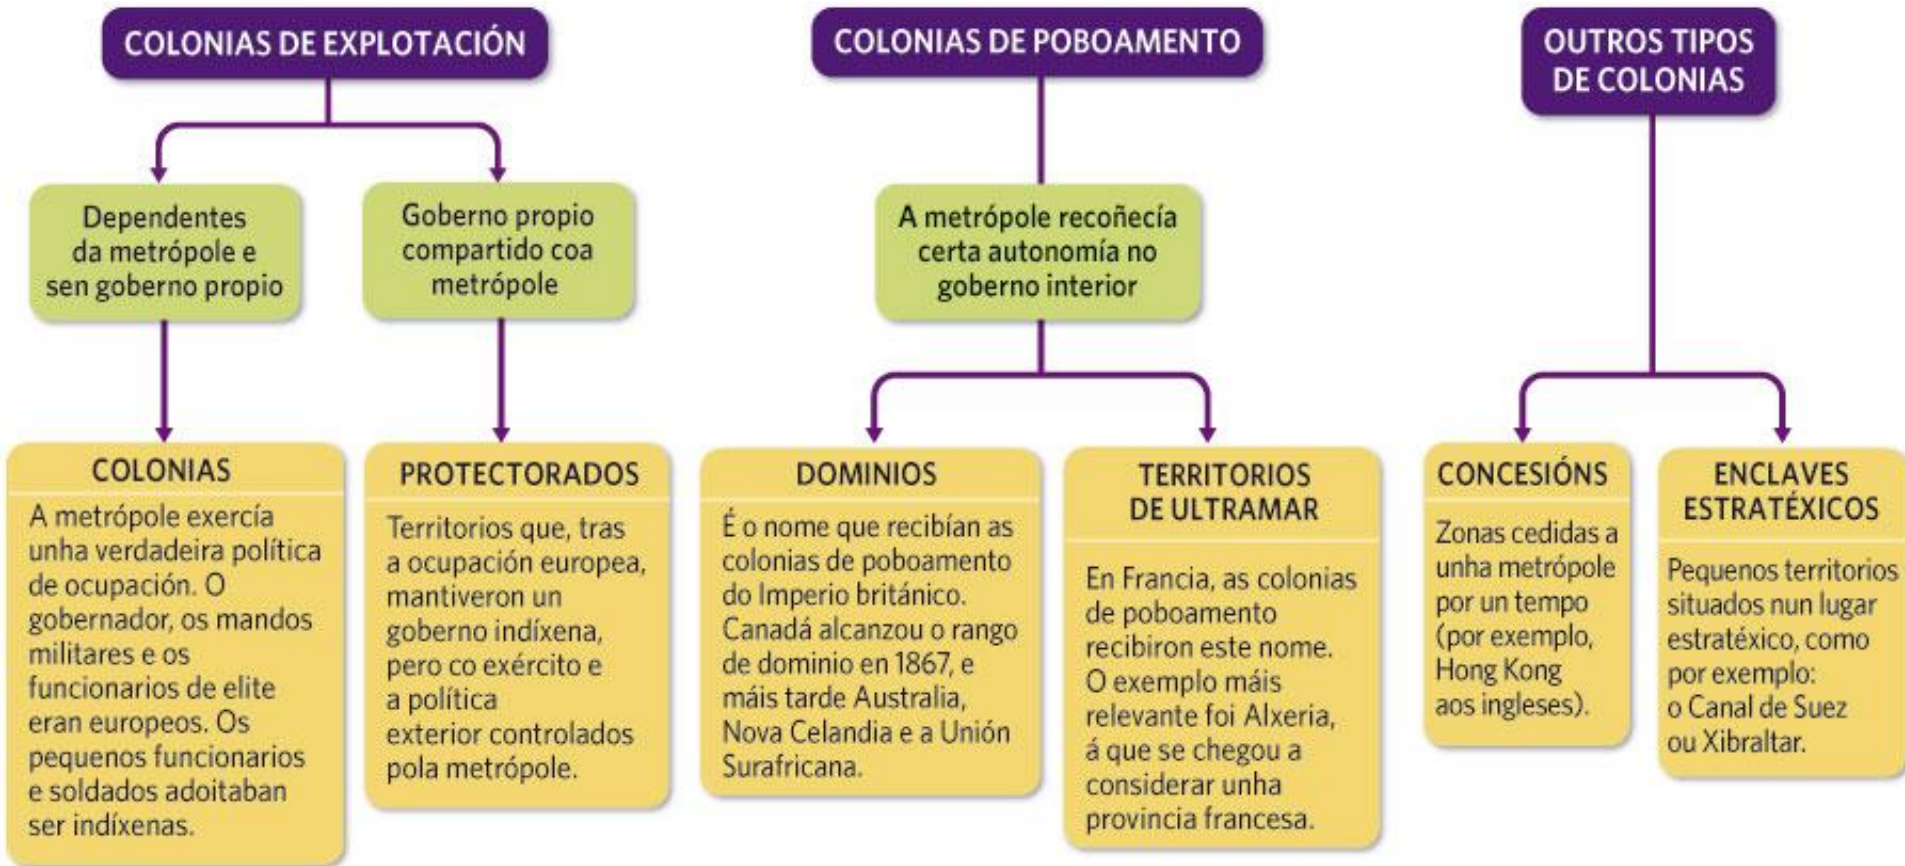 COLONIAS DE EXPLOTACIÓN
Dependentes
da metrópole e
sen goberno propio
Goberno propio
compartido coa
metrópole
COLONIAS
A metrópole exercía
unha verdadeira política
de ocupación. O
gobernador, os mandos
militares e os
funcionarios de elite
eran europeos. Os
pequenos funcionarios
e soldados adoitaban
ser indíxenas.
PROTECTORADOS
Territorios que, tras
a ocupación europea,
mantiveron un
goberno indíxena,
pero co exército e
a política
exterior controlados
pola metrópole.
COLONIAS DE POBOAMENTO
A metrópole recoñecía
certa autonomía no
goberno interior
DOMINIOS
É o nome que recibían as
colonias de poboamento
do Imperio británico.
Canadá alcanzou o rango
de dominio en 1867, e
máis tarde Australia,
Nova Celandia e a Unión
Surafricana.
TERRITORIOS
DE ULTRAMAR
En Francia, as colonias
de poboamento
recibiron este nome.
O exemplo máis
relevante foi Alxeria,
á que se chegou a
considerar unha
provincia francesa.
OUTROS TIPOS
DE COLONIAS
CONCESIÓNS
Zonas cedidas a
unha metrópole
por un tempo
(por exemplo,
Hong Kong
aos ingleses).
ENCLAVES
ESTRATÉXICOS
Pequenos territorios
situados nun lugar
estratéxico, como
por exemplo:
o Canal de Suez
ou Xibraltar.